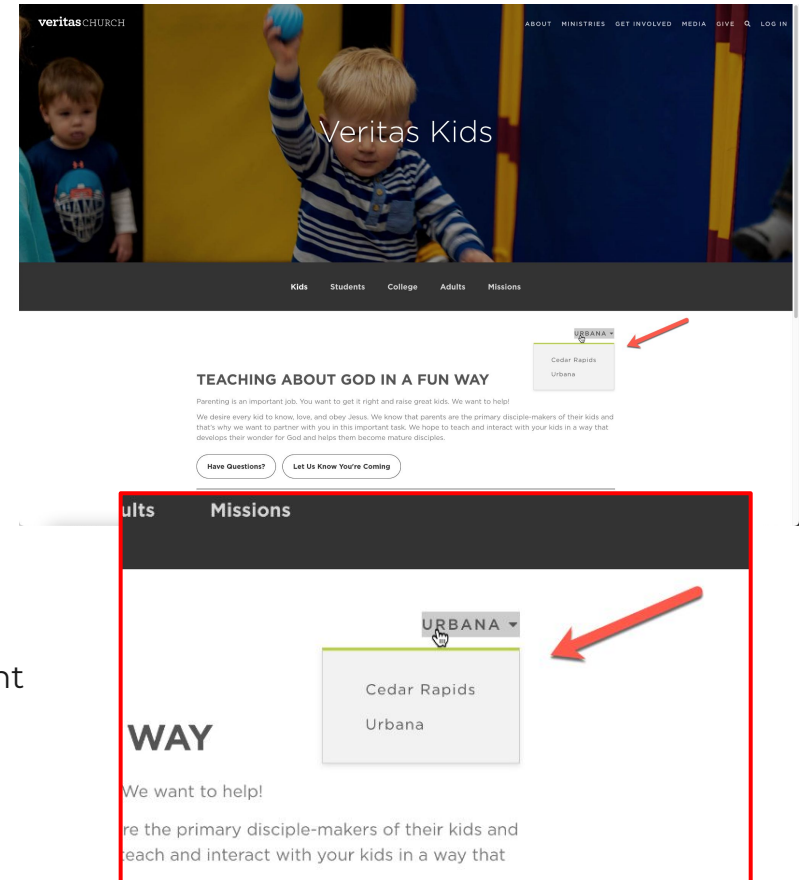 veritas CHURCH
ABOUT MINISTRIES GET INVOLVED MEDIA GIVE LOG IN
Veritas Kids
Kids Students College Adults Missions
URBANA
Cedar Rapids
Urbana
TEACHING ABOUT GOD IN A FUN WAY
Parenting is an important job. You want to get it right and raise great kids. We want to help!
We desire every kid to know, love, and obey Jesus. We know that parents are the primary disciple-makers of their kids and
that's why we want to partner with you in this important task. We hope to teach and interact with your kids in a way that
develops their wonder for God and helps them become mature disciples.
Have Questions? Let Us Know You're Coming
ults Missions
URBANA
Cedar Rapids
Urbana
nt
WAY
We want to help!
re the primary disciple-makers of their kids and
teach and interact with your kids in a way that